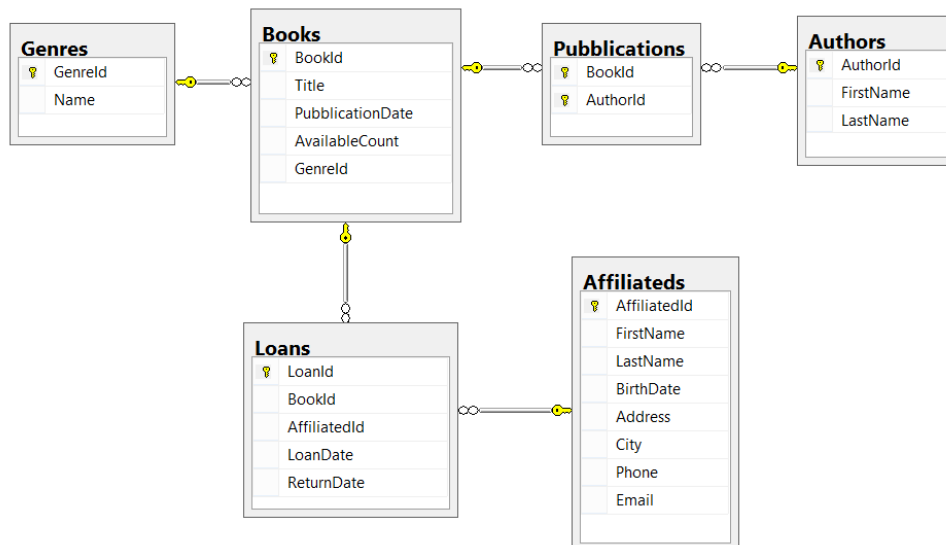 Genres
GenreId
Name
Books
BookId
Title
PubblicationDate
AvailableCount
GenreId
Pubblications
BookId
AuthorId
Authors
AuthorId
FirstName
LastName
Loans
LoanId
BookId
AffiliatedId
LoanDate
ReturnDate
Affiliateds
AffiliatedId
FirstName
LastName
BirthDate
Address
City
Phone
Email